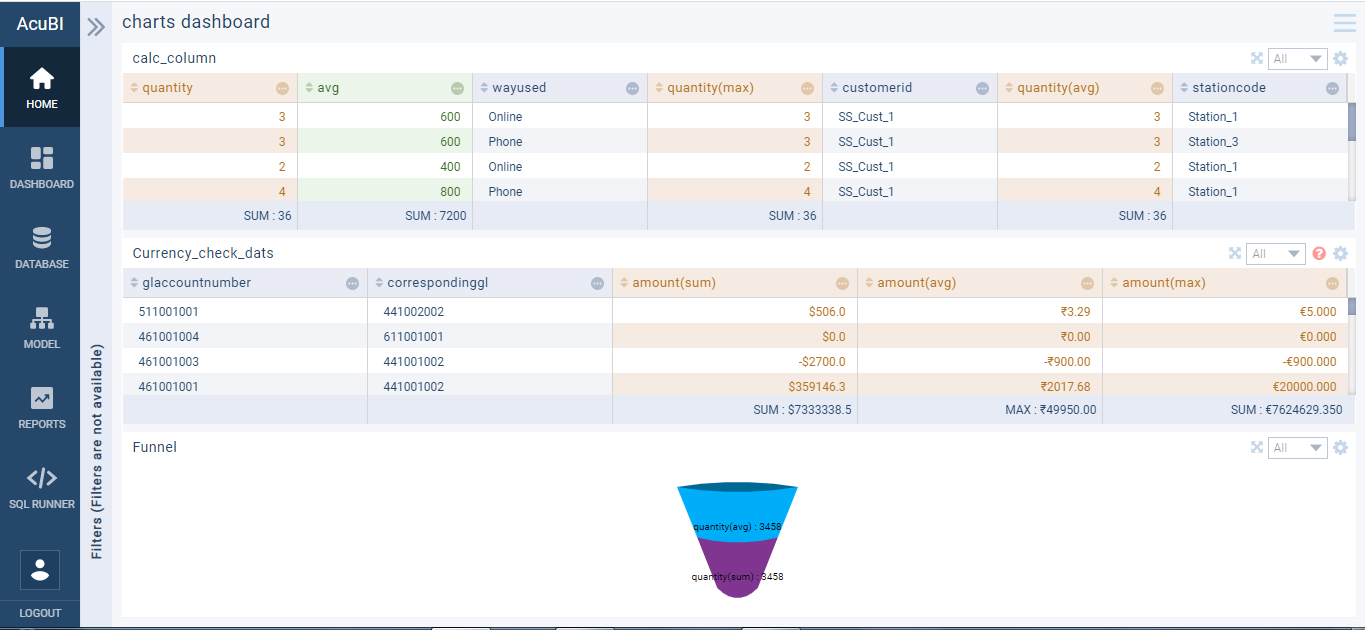 AcuBI
HOME
DASHBOARD
DATABASE
MODEL
REPORTS
SQL RUNNER
LOGOUT
Filters (Filters are not available)
charts dashboard
calc_column
All
quantity avg wayused quantity(max) customerid quantity(avg) stationcode
3 600 Online 3 SS_Cust_1 3 Station_1
3 600 Phone 3 SS_Cust_1 3 Station_3
2 400 Online 2 SS_Cust_1 2 Station_1
4 800 Phone 4 SS_Cust_1 4 Station_1
SUM : 36 SUM : 7200 SUM : 36 SUM : 36
Currency_check_dats
All ?
glaccountnumber correspondinggl amount(sum) amount(avg) amount(max)
511001001 441002002 $506.0 ₹3.29 €5.000
461001004 611001001 $0.0 ₹0.00 €0.000
461001003 441001002 -$2700.0 -₹900.00 -€900.000
461001001 441001002 $359146.3 ₹2017.68 €20000.000
SUM : $7333338.5 MAX : ₹49950.00 SUM : €7624629.350
Funnel
All
quantity(avg) : 3458
quantity(sum) : 3458